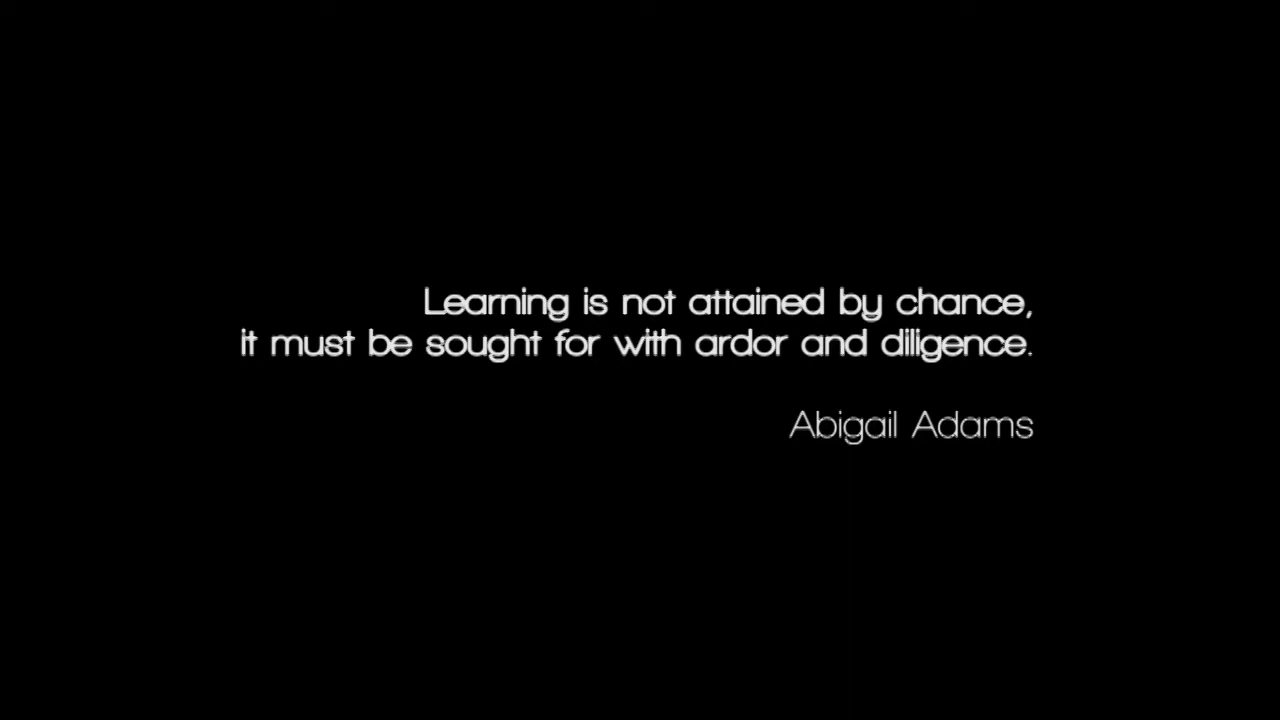 Learning is not attained by chance,
it must be sought for with ardor and diligence.
Abigail Adams